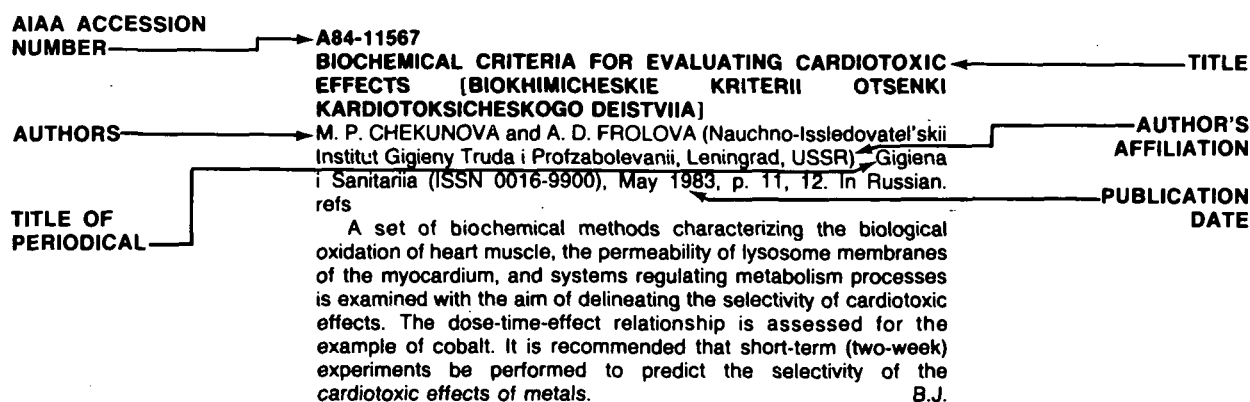 AIAA ACCESSION
NUMBER
A84-11567
BIOCHEMICAL CRITERIA FOR EVALUATING CARDIOTOXIC
EFFECTS [BIOKHIMICHESKIE KRITERII OTSENKI
KARDIOTOKSICHESKOGO DEISTVIIA]
TITLE
AUTHORS
M. P. CHEKUNOVA and A. D. FROLOVA (Nauchno-Issledovatel'skii
Institut Gigieny Truda i Profzabolevanii, Leningrad, USSR) Gigiena
i Sanitariia (ISSN 0016-9900), May 1983, p. 11, 12. In Russian.
refs
AUTHOR'S
AFFILIATION
TITLE OF
PERIODICAL
PUBLICATION
DATE
A set of biochemical methods characterizing the biological
oxidation of heart muscle, the permeability of lysosome membranes
of the myocardium, and systems regulating metabolism processes
is examined with the aim of delineating the selectivity of cardiotoxic
effects. The dose-time-effect relationship is assessed for the
example of cobalt. It is recommended that short-term (two-week)
experiments be performed to predict the selectivity of the
cardiotoxic effects of metals. B.J.